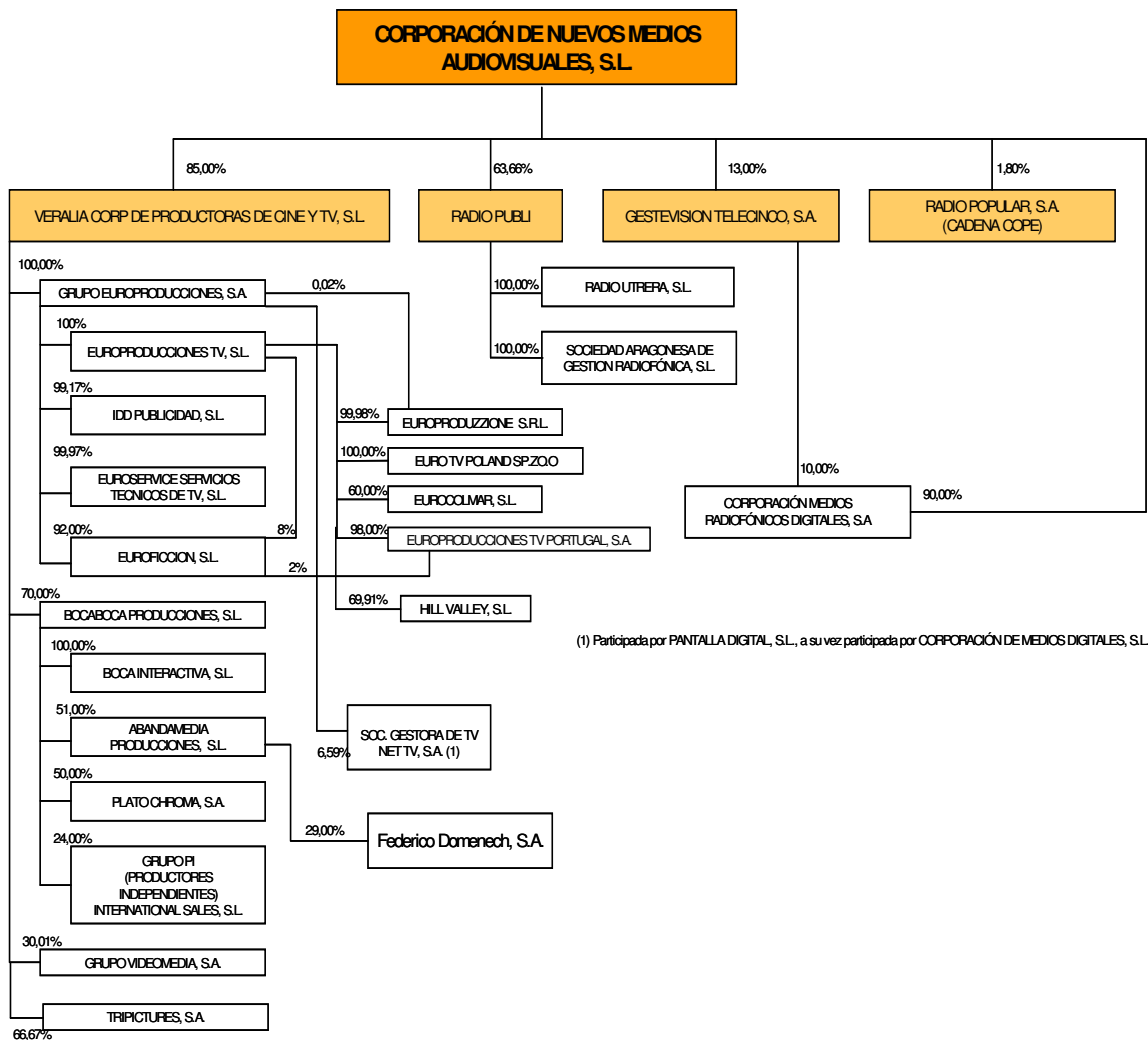 CORPORACIÓN DE NUEVOS MEDIOS
AUDIOVISUALES, S.L.
85,00%
63,66%
13,00%
1,80%
VERALIA CORP DE PRODUCTORAS DE CINE Y TV, S.L.
RADIO PUBLI
GESTEVISION TELECINCO, S.A.
RADIO POPULAR, S.A.
(CADENA COPE)
100,00%
GRUPO EUROPRODUCCIONES, S.A.
0,02%
100,00%
RADIO UTRERA, S.L.
100%
EUROPRODUCCIONES TV, S.L.
100,00%
SOCIEDAD ARAGONESA DE
GESTION RADIOFÓNICA, S.L.
99,17%
IDD PUBLICIDAD, S.L.
99,98%
EUROPRODUZZIONE S.R.L.
99,97%
EUROSERVICE SERVICIOS
TECNICOS DE TV, S.L.
100,00%
EURO TV POLAND SP.ZO.O
60,00%
EUROCOLMAR, S.L.
10,00%
CORPORACIÓN MEDIOS
RADIOFÓNICOS DIGITALES, S.A.
90,00%
92,00%
EUROFICCION, S.L.
8%
98,00%
EUROPRODUCCIONES TV PORTUGAL, S.A.
2%
69,91%
HILL VALLEY, S.L.
70,00%
BOCABOCA PRODUCCIONES, S.L.
(1) Participada por PANTALLA DIGITAL, S.L., a su vez participada por CORPORACIÓN DE MEDIOS DIGITALES, S.L.
100,00%
BOCA INTERACTIVA, S.L.
51,00%
ABANDAMEDIA
PRODUCCIONES, S.L.
6,59%
SOC. GESTORA DE TV
NET TV, S.A. (1)
50,00%
PLATO CHROMA, S.A.
29,00%
Federico Domenech, S.A.
24,00%
GRUPO PI
(PRODUCTORES
INDEPENDIENTES)
INTERNATIONAL SALES, S.L.
30,01%
GRUPO VIDEOMEDIA, S.A.
TRIPICTURES, S.A.
66,67%